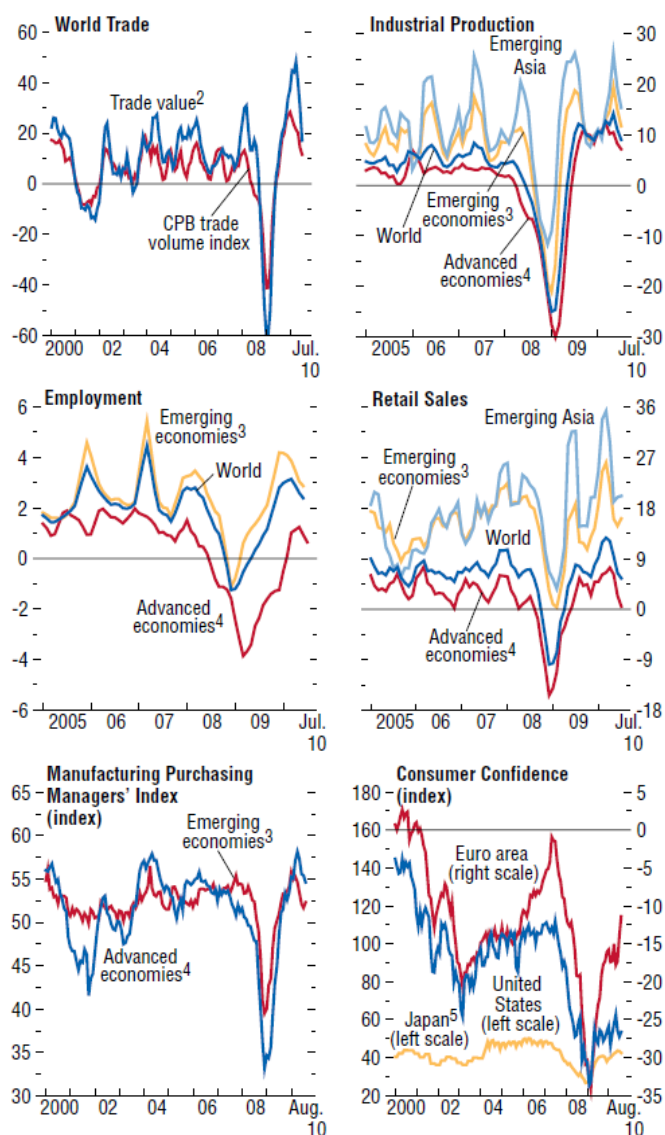 World Trade
60
40
20
0
-20
-40
-60
Trade value2
CPB trade
volume index
2000 02 04 06 08 Jul.
10
Industrial Production
30
20
10
0
-10
-20
-30
Emerging
Asia
Emerging
economies3
World
Advanced
economies4
2005 06 07 08 09 Jul.
10
Employment
6
4
2
0
-2
-4
-6
Emerging
economies3
World
Advanced
economies4
2005 06 07 08 09 Jul.
10
Retail Sales
36
27
18
9
0
-9
-18
Emerging Asia
Emerging
economies3
World
Advanced
economies4
2005 06 07 08 09 Jul.
10
Manufacturing Purchasing
Managers' Index
(index)
65
60
55
50
45
40
35
30
Emerging
economies3
Advanced
economies4
2000 02 04 06 08 Aug.
10
Consumer Confidence
(index)
180
160
140
120
100
80
60
40
20
5
0
-5
-10
-15
-20
-25
-30
-35
Euro area
(right scale)
United
States
(left scale)
Japan5
(left scale)
2000 02 04 06 08 Aug.
10